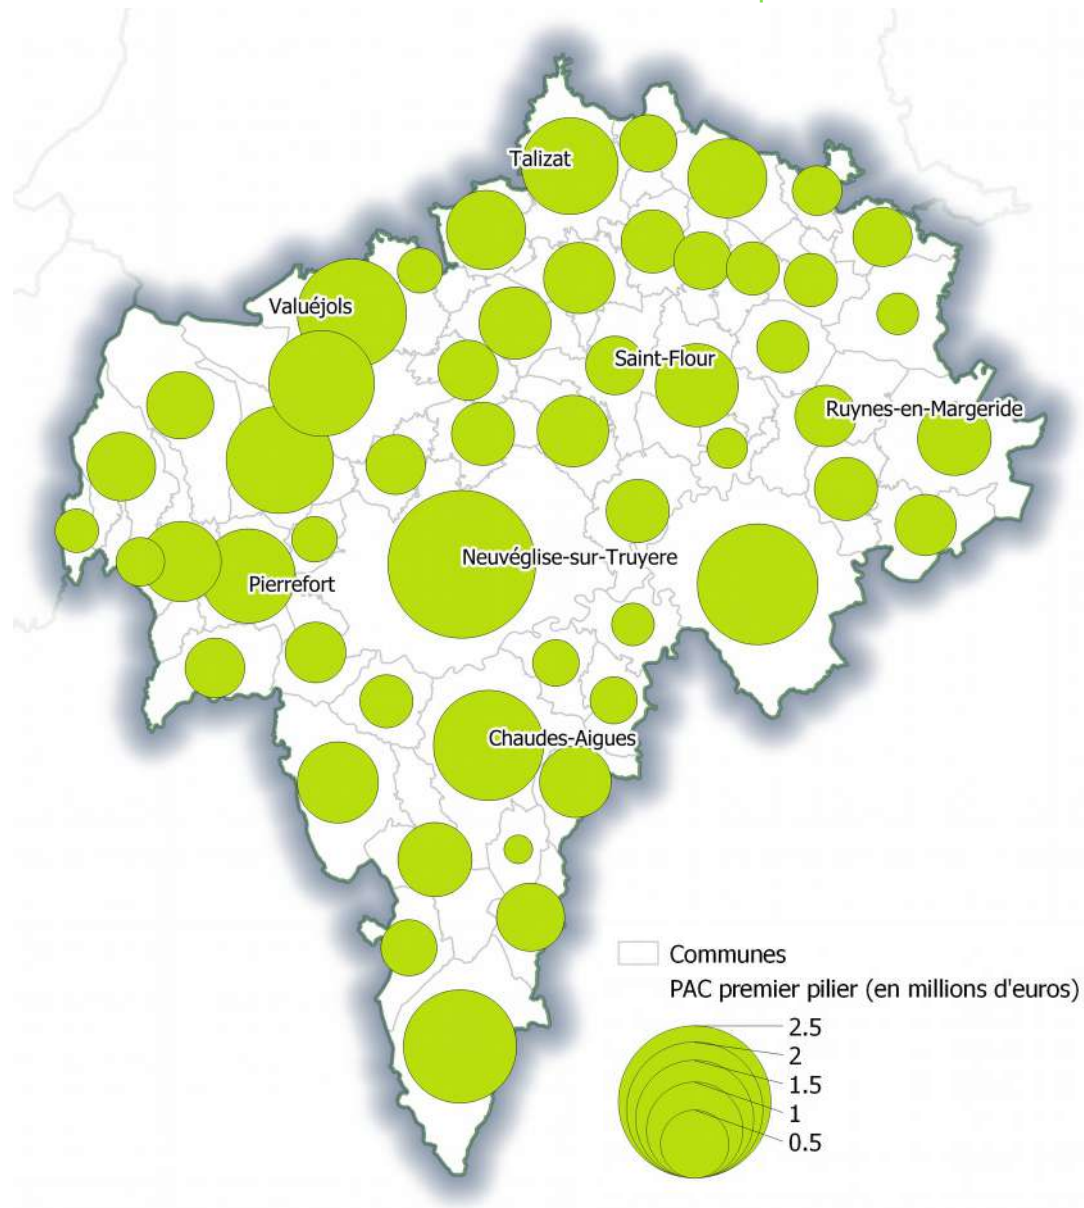 Talizat
Valuéjols
Saint-Flour
Ruynes-en-Margeride
Neuvéglise-sur-Truyere
Pierrefort
Chaudes-Aigues
Communes
PAC premier pilier (en millions d'euros)
2.5
2
1.5
1
0.5